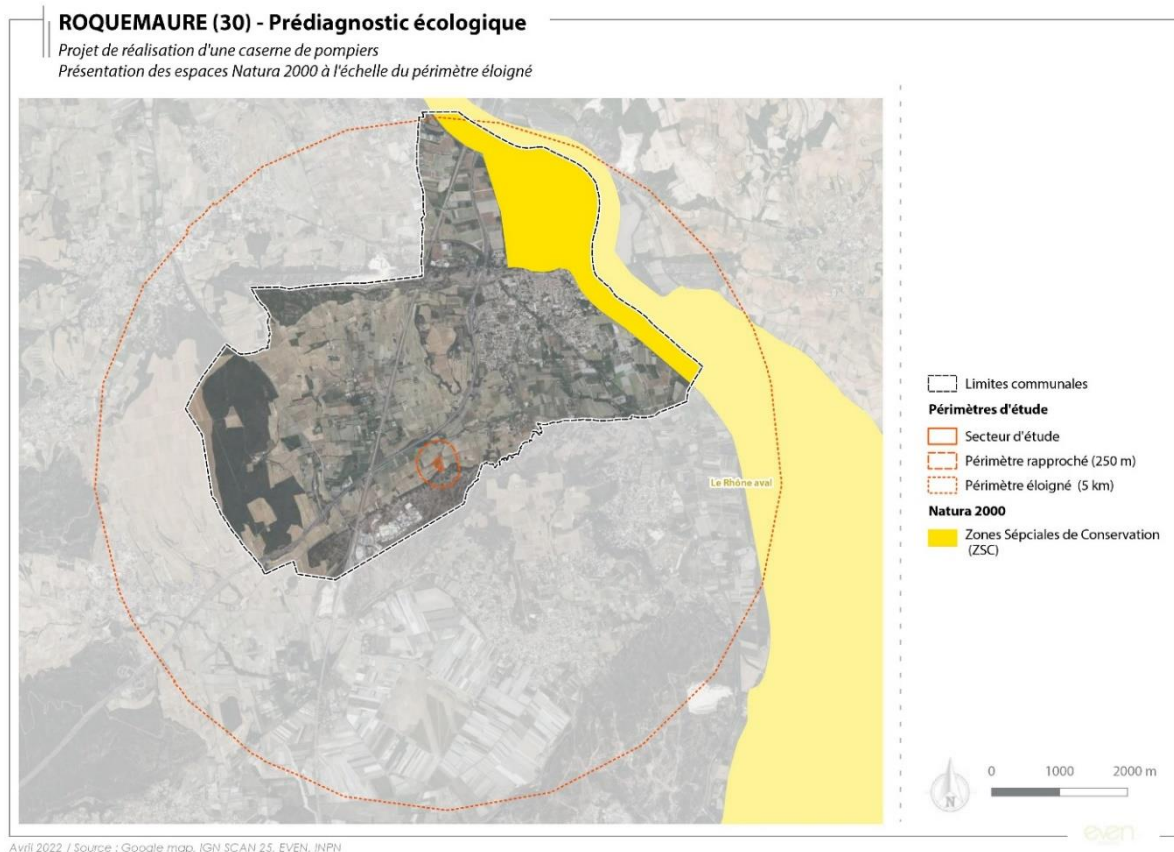 ROQUEMAURE (30) - Prédiagnostic écologique
Projet de réalisation d'une caserne de pompiers
Présentation des espaces Natura 2000 à l'échelle du périmètre éloigné
Le Rhône aval
Limites communales
Périmètres d'étude
Secteur d'étude
Périmètre rapproché (250 m)
Périmètre éloigné (5 km)
Natura 2000
Zones Sépciales de Conservation
(ZSC)
N
0 1000 2000 m
even
Avril 2022 / Source : Google map, IGN SCAN 25, EVEN, INPN